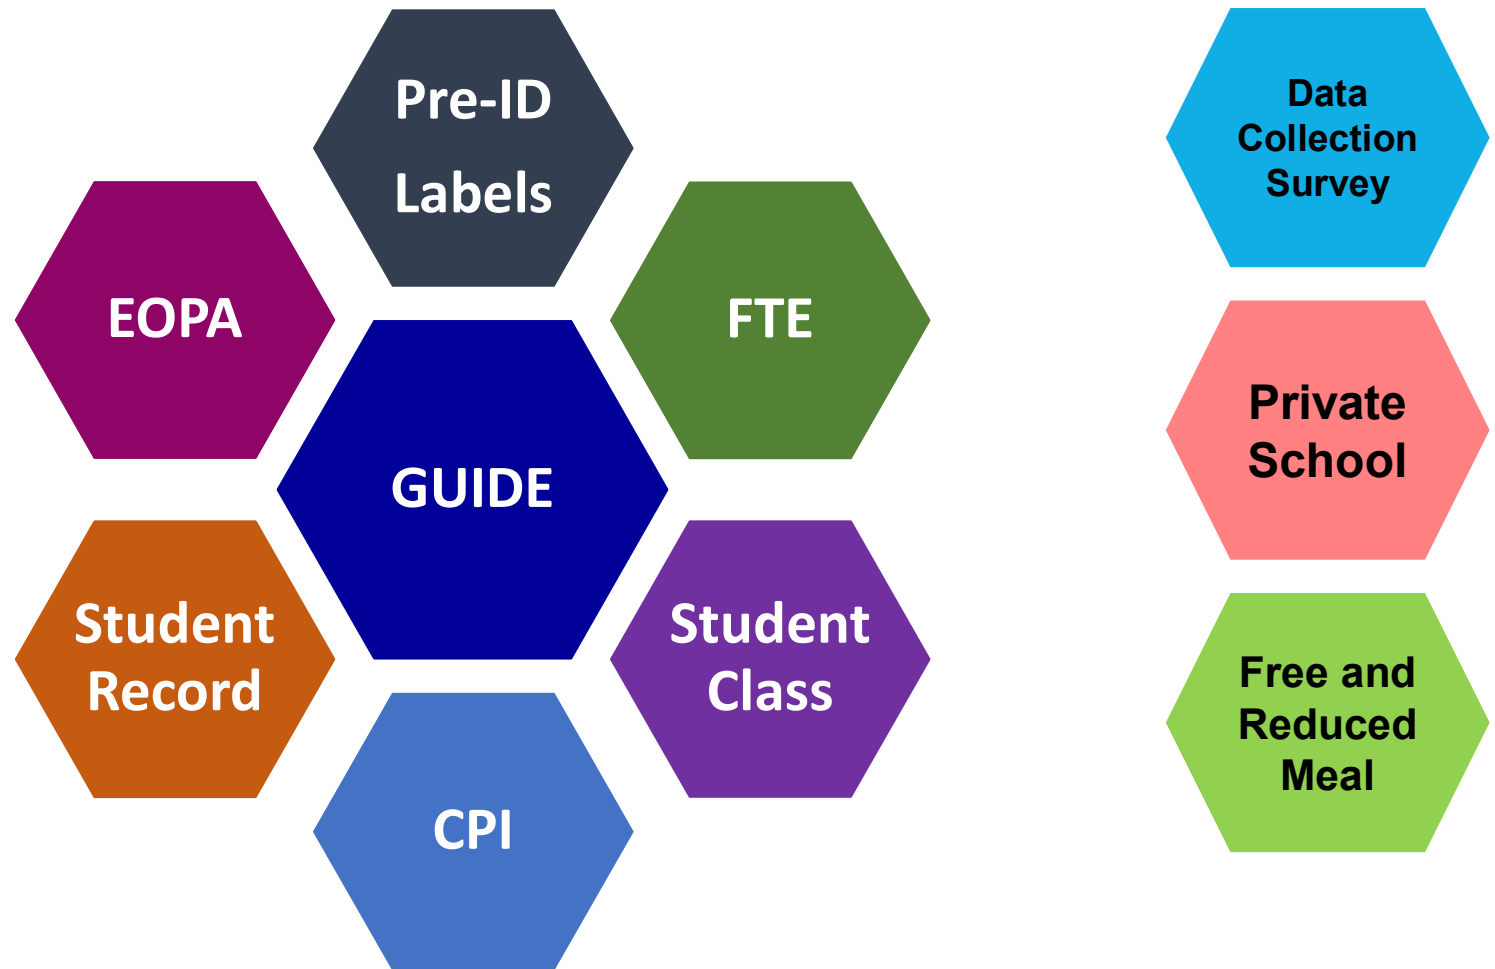 Pre-ID
Labels
EOPA
FTE
GUIDE
Student
Record
Student
Class
CPI
Data
Collection
Survey
Private
School
Free and
Reduced
Meal